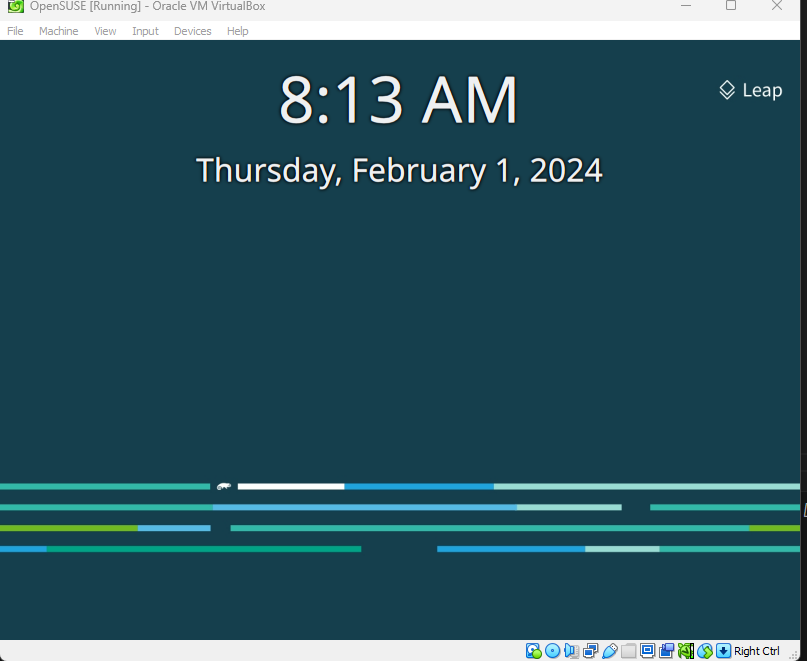 OpenSUSE [Running] - Oracle VM VirtualBox
File Machine View Input Devices Help
8:13 AM
Leap
Thursday, February 1, 2024
Right Ctrl